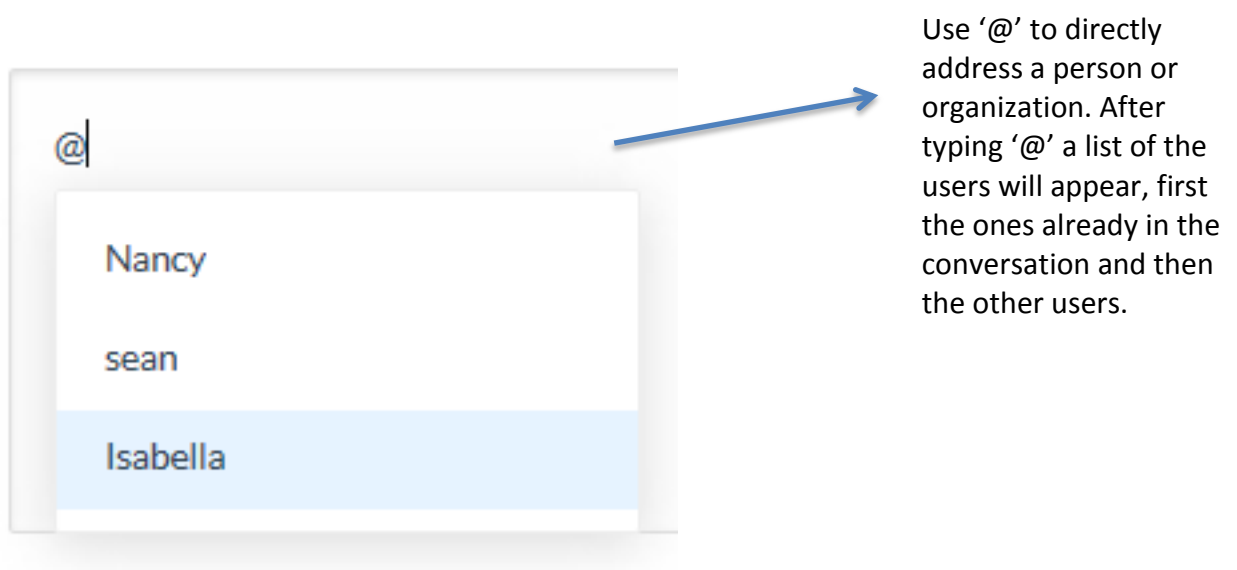 @
Nancy
sean
Isabella
Use ‘@’ to directly
address a person or
organization. After
typing ‘@’ a list of the
users will appear, first
the ones already in the
conversation and then
the other users.